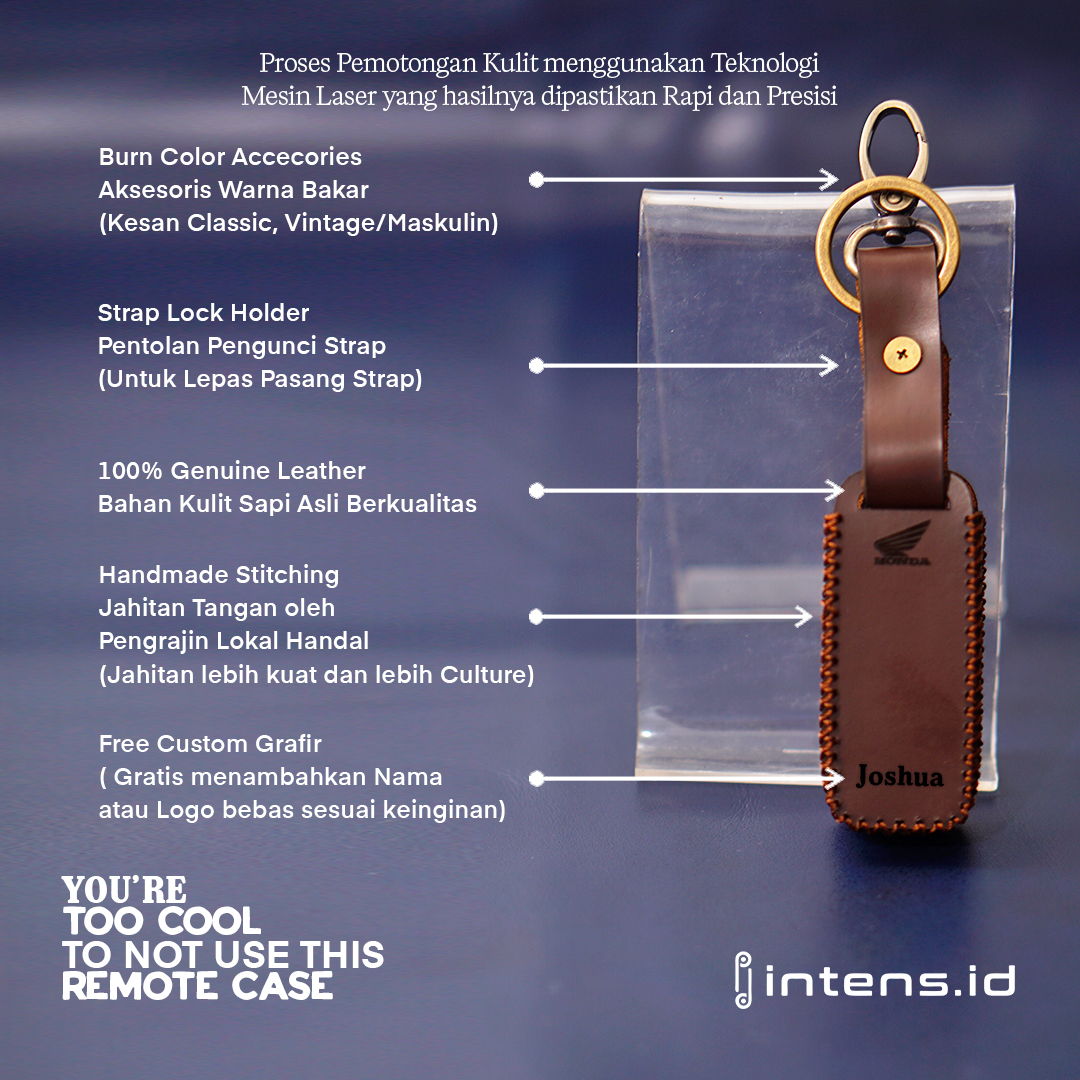 Proses Pemotongan Kulit menggunakan Teknologi
Mesin Laser yang hasilnya dipastikan Rapi dan Presisi
Burn Color Accecories
Aksesoris Warna Bakar
(Kesan Classic, Vintage/Maskulin)
Strap Lock Holder
Pentolan Pengunci Strap
(Untuk Lepas Pasang Strap)
100% Genuine Leather
Bahan Kulit Sapi Asli Berkualitas
Handmade Stitching
Jahitan Tangan oleh
Pengrajin Lokal Handal
(Jahitan lebih kuat dan lebih Culture)
Free Custom Grafir
( Gratis menambahkan Nama
atau Logo bebas sesuai keinginan)
HONDA
Joshua
YOU'RE
TOO COOL
TO NOT USE THIS
REMOTE CASE
intens.id